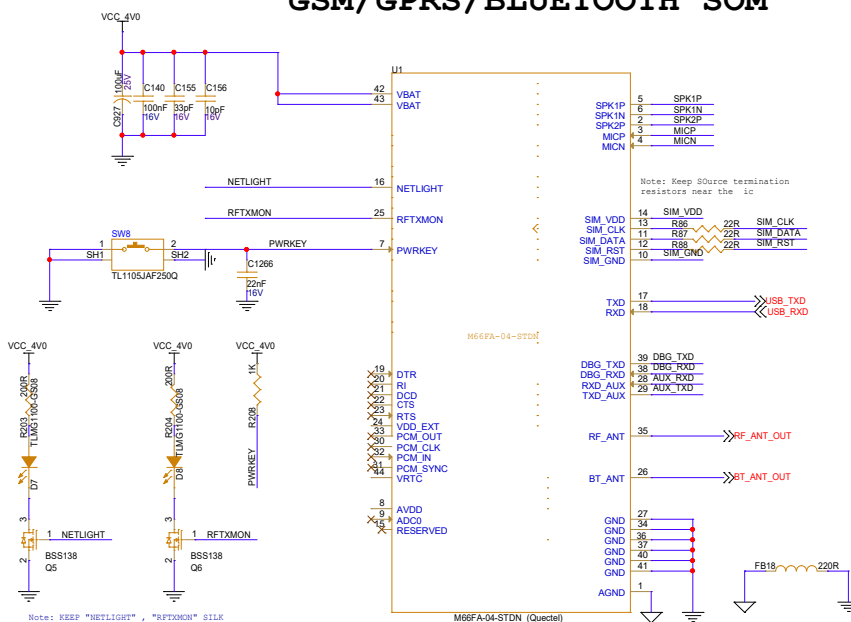 GSM/GPRS/BLUETOOTH SOM
VCC_4V0
100uF
25V
C927
C140
100nF
16V
C155
33pF
16V
C156
10pF
16V
U1
42
VBAT
43
VBAT
NETLIGHT
16
NETLIGHT
RFTXMON
25
RFTXMON
SW8
1
2
SH1
SH2
TL1105JAF250Q
PWRKEY
7
PWRKEY
C1266
22nF
16V
5
SPK1P
SPK1P
6
SPK1N
SPK1N
2
SPK2P
SPK2P
3
MICP
MICP
4
MICN
MICN
Note: Keep SOurce termination
resistors near the ic
14
SIM_VDD
SIM_VDD
13
SIM_CLK
R86
22R
SIM_CLK
11
SIM_DATA
R87
22R
SIM_DATA
12
SIM_RST
R88
22R
SIM_RST
10
SIM_GND
SIM_GND
17
TXD
USB_TXD
18
RXD
USB_RXD
M66FA-04-STDN
39
DBG_TXD
DBG_TXD
38
DBG_RXD
DBG_RXD
28
RXD_AUX
AUX_RXD
29
TXD_AUX
AUX_TXD
35
RF_ANT
RF_ANT_OUT
26
BT_ANT
BT_ANT_OUT
19
DTR
20
RI
21
DCD
22
CTS
23
RTS
24
VDD_EXT
33
PCM_OUT
30
PCM_CLK
32
PCM_IN
31
PCM_SYNC
44
VRTC
8
AVDD
9
ADC0
15
RESERVED
27
GND
34
GND
36
GND
37
GND
40
GND
41
GND
1
AGND
FB18
220R
M66FA-04-STDN (Quectel)
VCC_4V0
200R
R203
TLMG1100-GS08
D7
3
1
NETLIGHT
2
BSS138
Q5
VCC_4V0
200R
R204
TLMG1100-GS08
D8
3
1
RFTXMON
2
BSS138
Q6
VCC_4V0
1K
R208
PWRKEY
Note: KEEP "NETLIGHT" , "RFTXMON" SILK